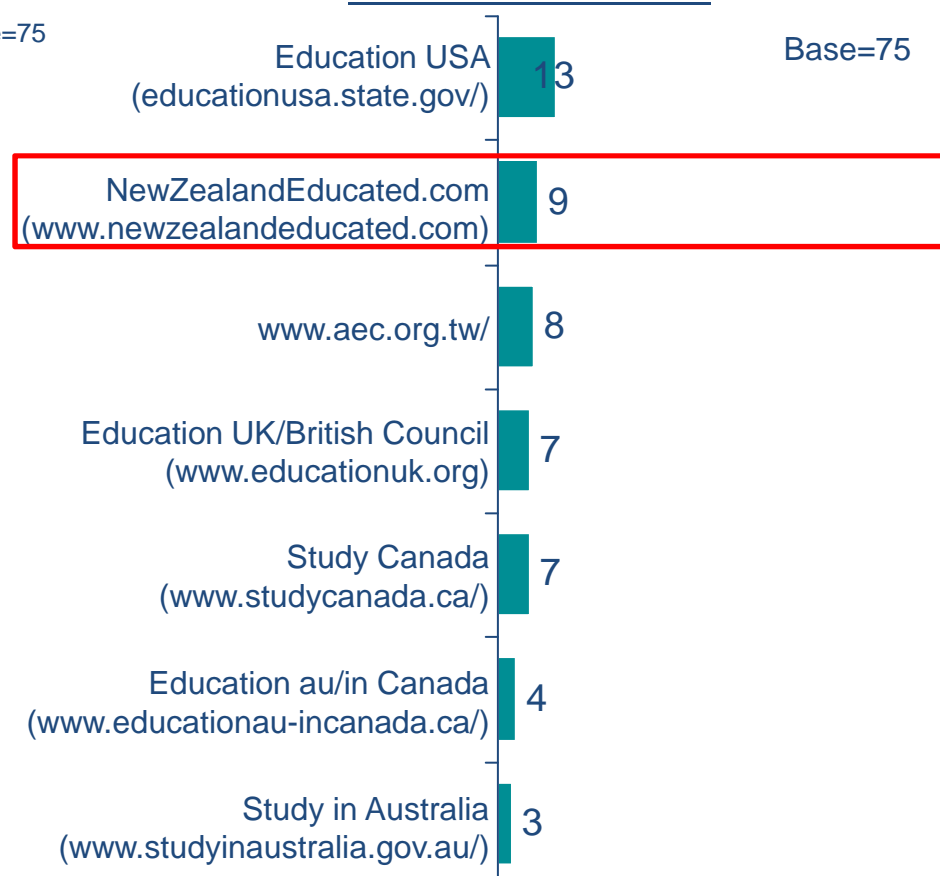 =75
Base=75
Education USA
(educationusa.state.gov/)
13
NewZealandEducated.com
(www.newzealandeducated.com)
9
www.aec.org.tw/
8
Education UK/British Council
(www.educationuk.org)
7
Study Canada
(www.studycanada.ca/)
7
Education au/in Canada
(www.educationau-incanada.ca/)
4
Study in Australia
(www.studyinaustralia.gov.au/)
3